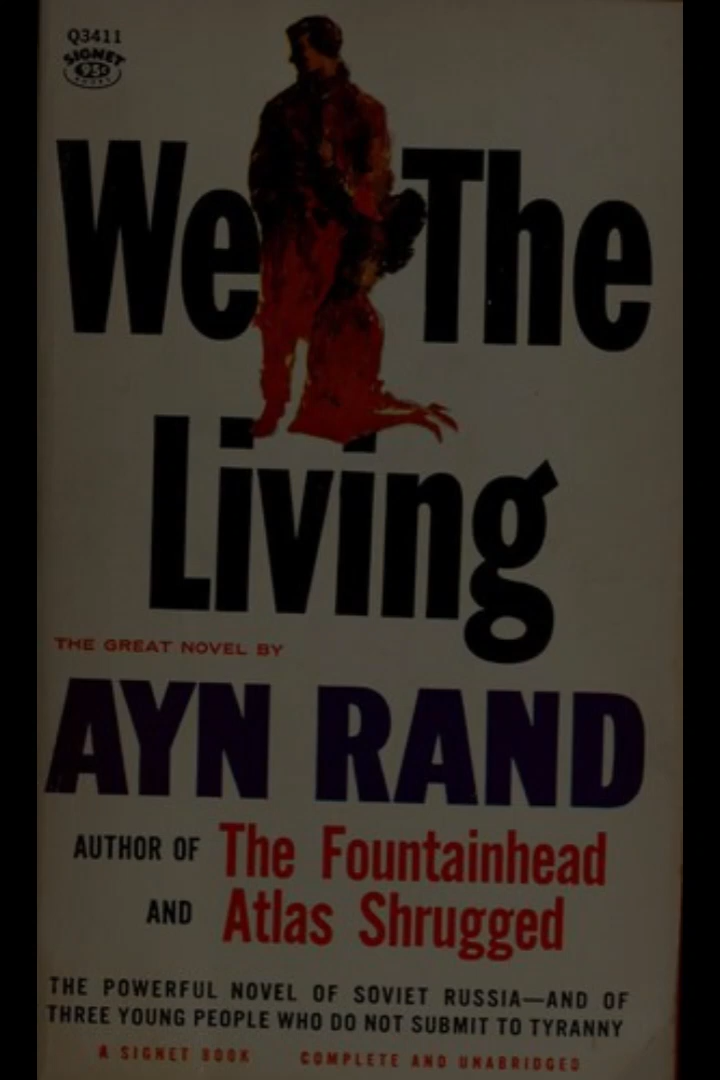 Q3411
SIGNET
95¢
We The
Living
THE GREAT NOVEL BY
AYN RAND
AUTHOR OF The Fountainhead
AND Atlas Shrugged
THE POWERFUL NOVEL OF SOVIET RUSSIA—AND OF
THREE YOUNG PEOPLE WHO DO NOT SUBMIT TO TYRANNY
A SIGNET BOOK COMPLETE AND UNABRIDGED